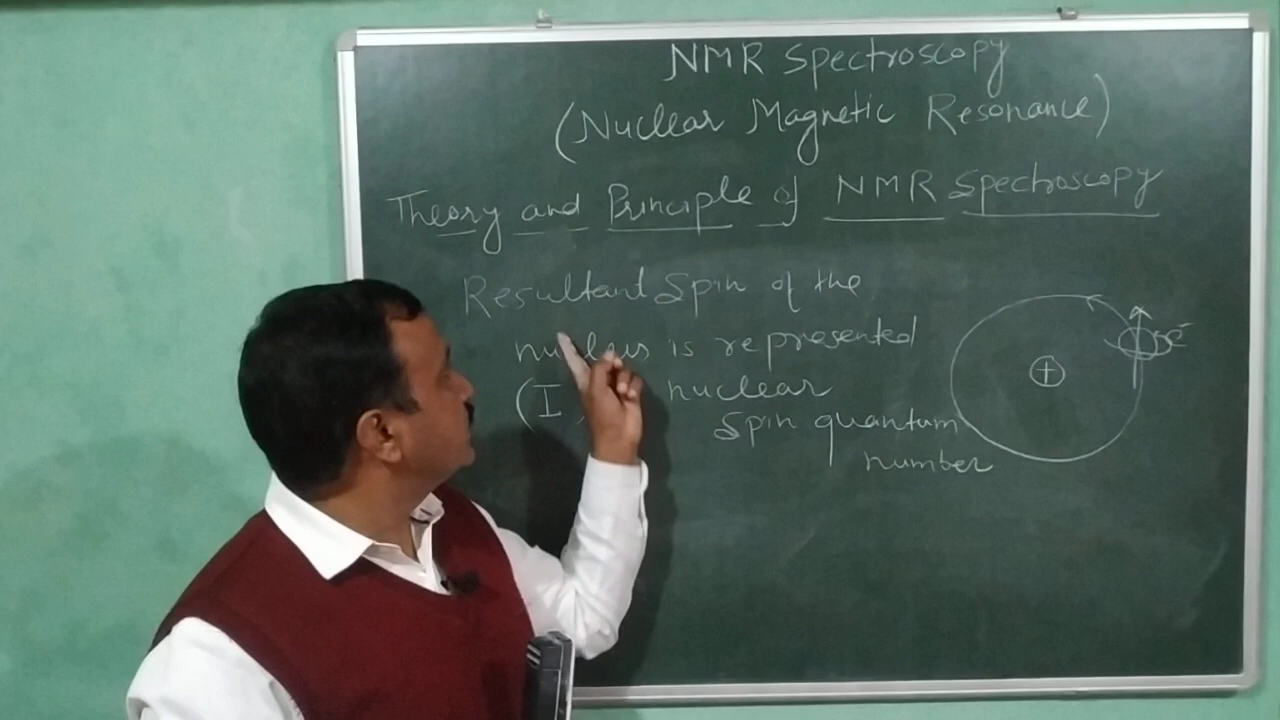 NMR Spectroscopy
(Nuclear Magnetic Resonance)
Theory and Principle of NMR Spectroscopy
Resultant Spin of the
nucleus is represented
(I) nuclear
Spin quantum
number
+
e⁻